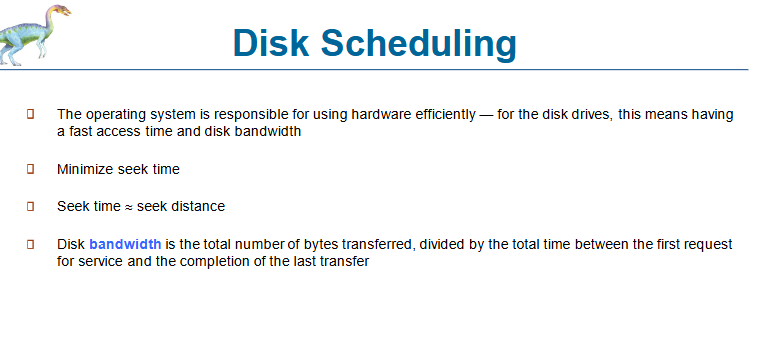 Disk Scheduling
The operating system is responsible for using hardware efficiently — for the disk drives, this means having
a fast access time and disk bandwidth
Minimize seek time
Seek time ≈ seek distance
Disk bandwidth is the total number of bytes transferred, divided by the total time between the first request
for service and the completion of the last transfer